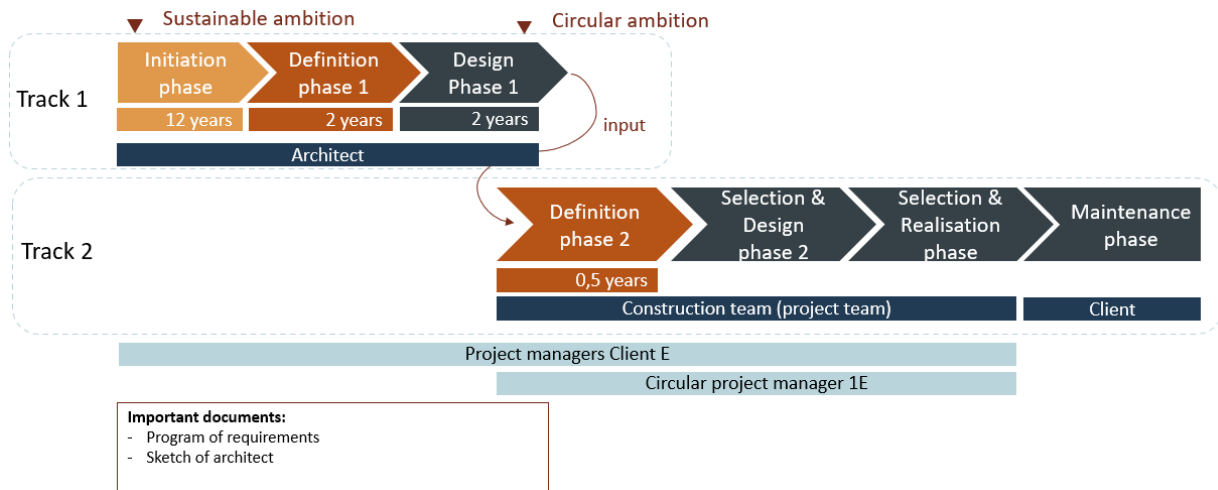 Sustainable ambition
Circular ambition
Track 1
Initiation
phase
Definition
phase 1
Design
Phase 1
12 years
2 years
2 years
input
Architect
Track 2
Definition
phase 2
Selection &
Design
phase 2
Selection &
Realisation
phase
Maintenance
phase
0,5 years
Construction team (project team)
Client
Project managers Client E
Circular project manager 1E
Important documents:
- Program of requirements
- Sketch of architect